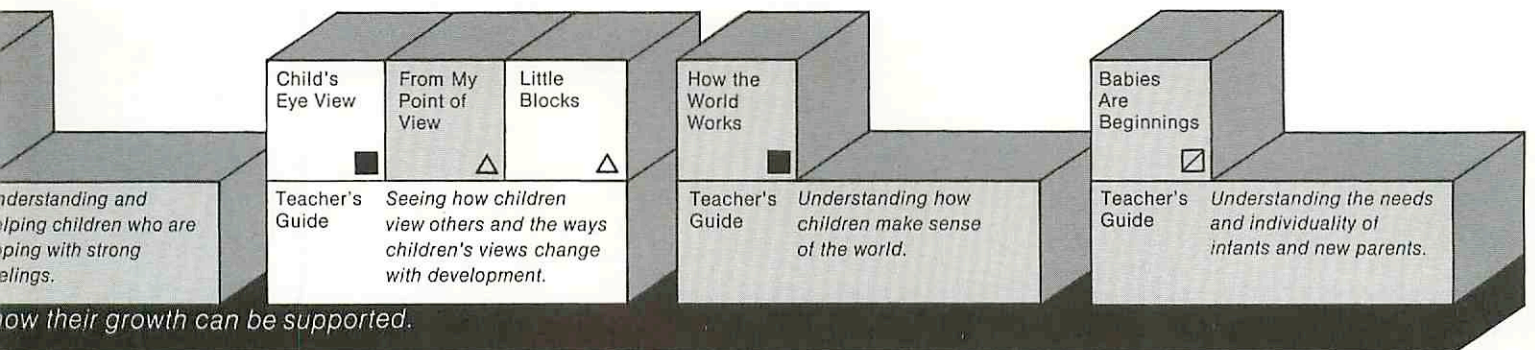 Child's
Eye View
From My
Point of
View
Little
Blocks
How the
World
Works
Babies
Are
Beginnings
nderstanding and
elping children who are
oping with strong
elings.
Teacher's
Guide
Seeing how children
view others and the ways
children's views change
with development.
Teacher's
Guide
Understanding how
children make sense
of the world.
Teacher's
Guide
Understanding the needs
and individuality of
infants and new parents.
how their growth can be supported.